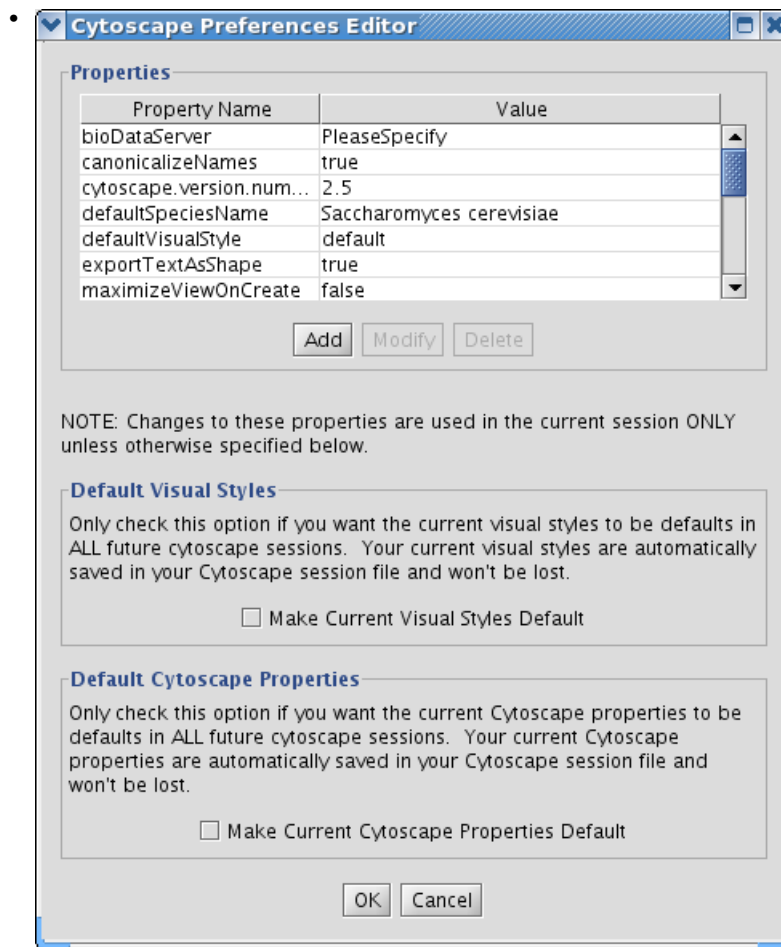 Cytoscape Preferences Editor
Properties
Property Name Value
bioDataServer PleaseSpecify
canonicalizeNames true
cytoscape.version.num... 2.5
defaultSpeciesName Saccharomyces cerevisiae
defaultVisualStyle default
exportTextAsShape true
maximizeViewOnCreate false
Add Modify Delete
NOTE: Changes to these properties are used in the current session ONLY
unless otherwise specified below.
Default Visual Styles
Only check this option if you want the current visual styles to be defaults in
ALL future cytoscape sessions. Your current visual styles are automatically
saved in your Cytoscape session file and won't be lost.
Make Current Visual Styles Default
Default Cytoscape Properties
Only check this option if you want the current Cytoscape properties to be
defaults in ALL future cytoscape sessions. Your current Cytoscape
properties are automatically saved in your Cytoscape session file and
won't be lost.
Make Current Cytoscape Properties Default
OK Cancel